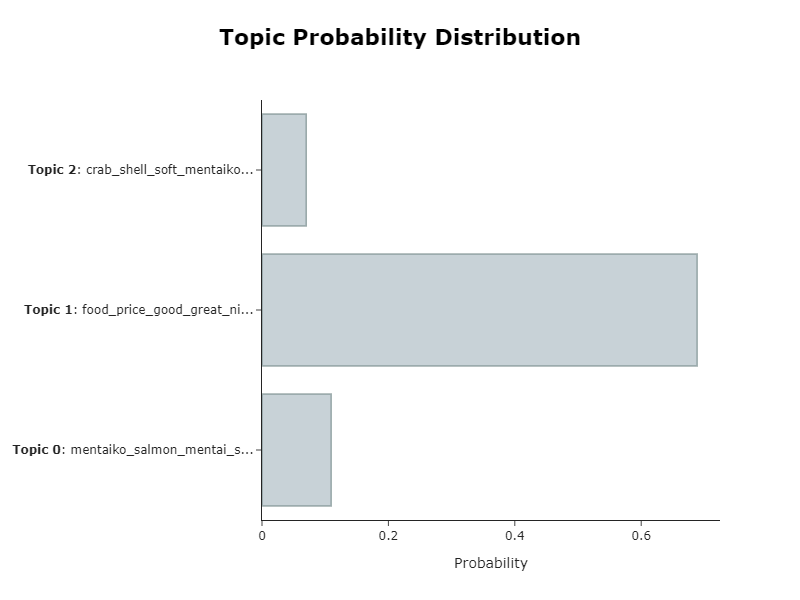 Topic Probability Distribution
Topic 2: crab_shell_soft_mentaiko...
Topic 1: food_price_good_great_ni...
Topic 0: mentaiko_salmon_mentai_s...
0 0.2 0.4 0.6
Probability